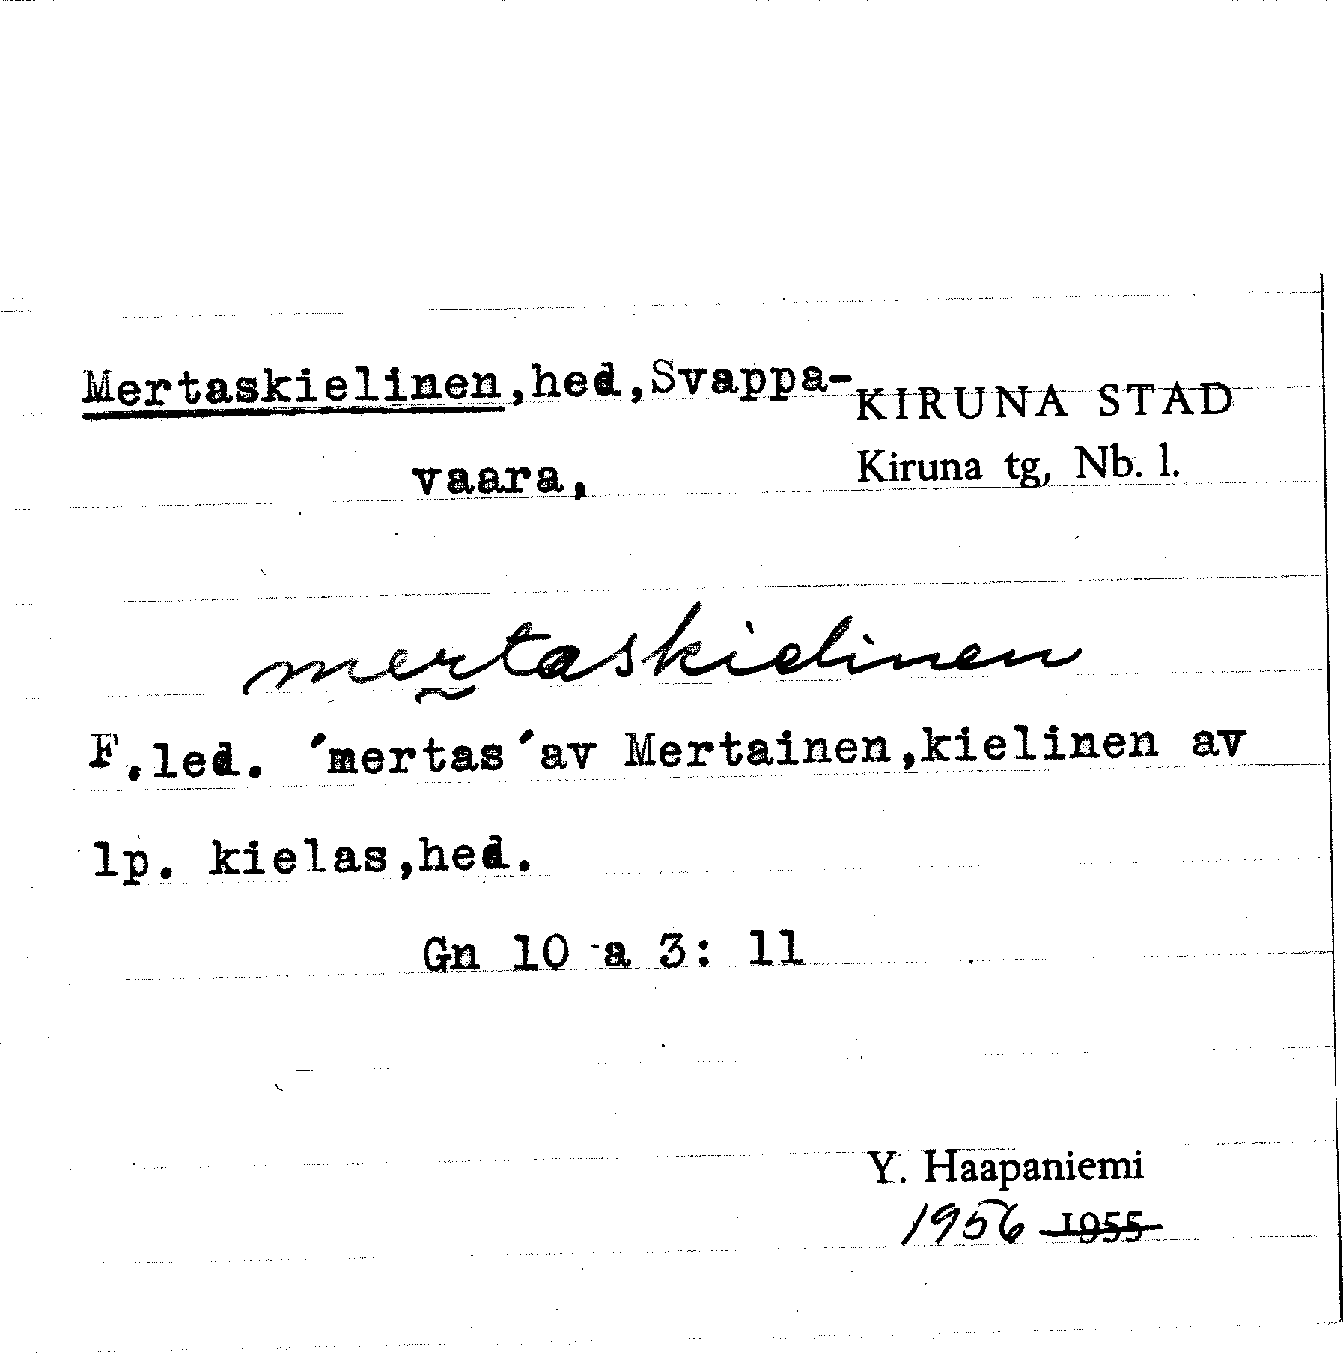 Mertaskielinen,hed,Svappa-
vaara,
KIRUNA STAD
Kiruna tg, Nb. l.
mertaskielinen
F.led. ´mertas´av Mertainen,kielinen av
lp. kielas,hed.
Gn 10 a 3: 11
Y. Haapaniemi
1956 1955